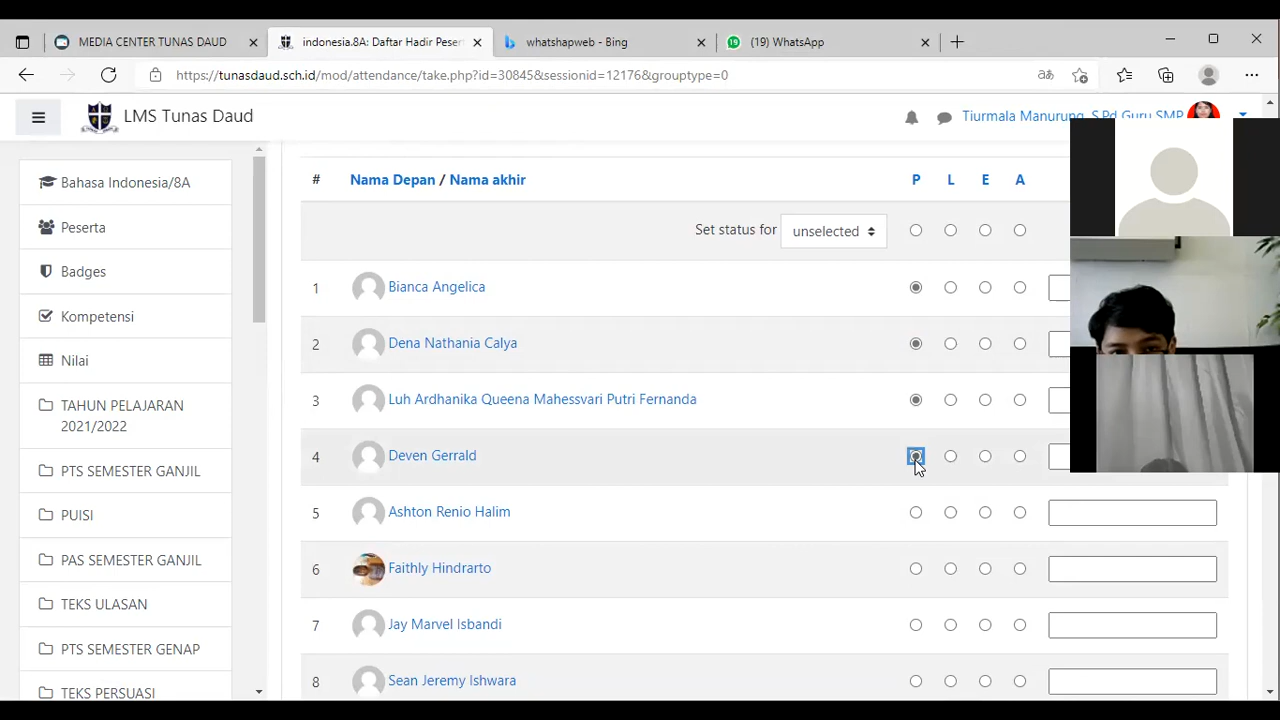 MEDIA CENTER TUNAS DAUD
indonesia.8A: Daftar Hadir Peser
whatshapweb - Bing
19
(19) WhatsApp
https://tunasdaud.sch.id/mod/attendance/take.php?id=30845&sessionid=12176&grouptype=0
LMS Tunas Daud
Tiurmala Manurung, S.Pd Guru SMP
Bahasa Indonesia/8A
Peserta
Badges
Kompetensi
Nilai
TAHUN PELAJARAN
2021/2022
PTS SEMESTER GANJIL
PUISI
PAS SEMESTER GANJIL
TEKS ULASAN
PTS SEMESTER GENAP
TEKS PERSUASI
# Nama Depan / Nama akhir P L E A
Set status for unselected
1 Bianca Angelica
2 Dena Nathania Calya
3 Luh Ardhanika Queena Mahessvari Putri Fernanda
4 Deven Gerrald
5 Ashton Renio Halim
6 Faithly Hindrarto
7 Jay Marvel Isbandi
8 Sean Jeremy Ishwara